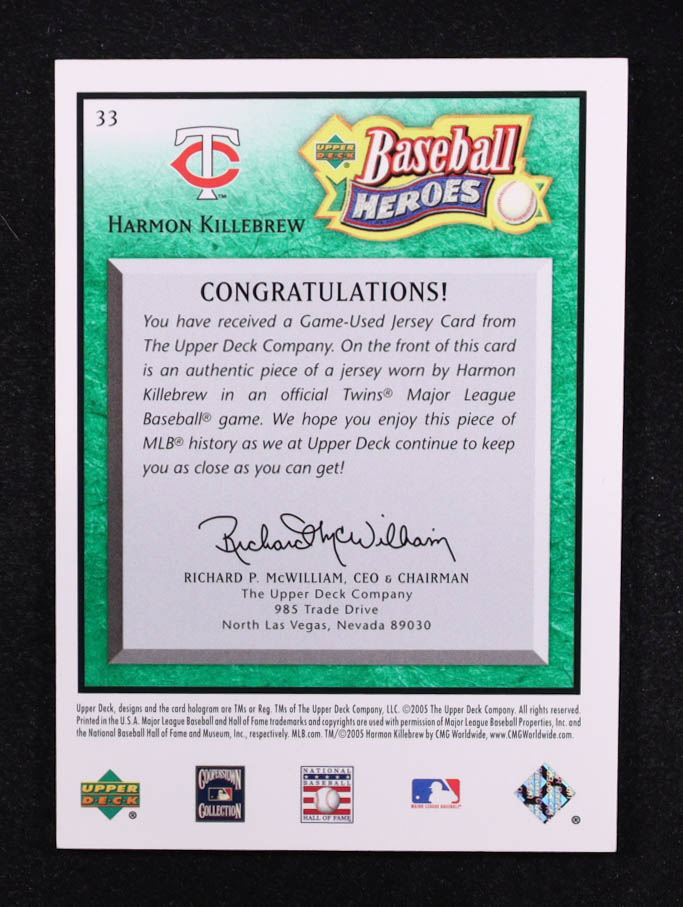 33
TC™
UPPER DECK®
Baseball
HEROES
HARMON KILLEBREW
CONGRATULATIONS!
You have received a Game-Used Jersey Card from
The Upper Deck Company. On the front of this card
is an authentic piece of a jersey worn by Harmon
Killebrew in an official Twins® Major League
Baseball® game. We hope you enjoy this piece of
MLB® history as we at Upper Deck continue to keep
you as close as you can get!
Richard McWilliam
RICHARD P. McWILLIAM, CEO & CHAIRMAN
The Upper Deck Company
985 Trade Drive
North Las Vegas, Nevada 89030
Upper Deck, designs and the card hologram are TMs or Reg. TMs of The Upper Deck Company, LLC. ©2005 The Upper Deck Company. All rights reserved.
Printed in the U.S.A. Major League Baseball and Hall of Fame trademarks and copyrights are used with permission of Major League Baseball Properties, Inc. and
the National Baseball Hall of Fame and Museum, Inc., respectively. MLB.com. TM/©2005 Harmon Killebrew by CMG Worldwide, www.CMGWorldwide.com.
UPPER DECK®
COOPERSTOWN COLLECTION
NATIONAL BASEBALL HALL OF FAME
MAJOR LEAGUE BASEBALL®
®